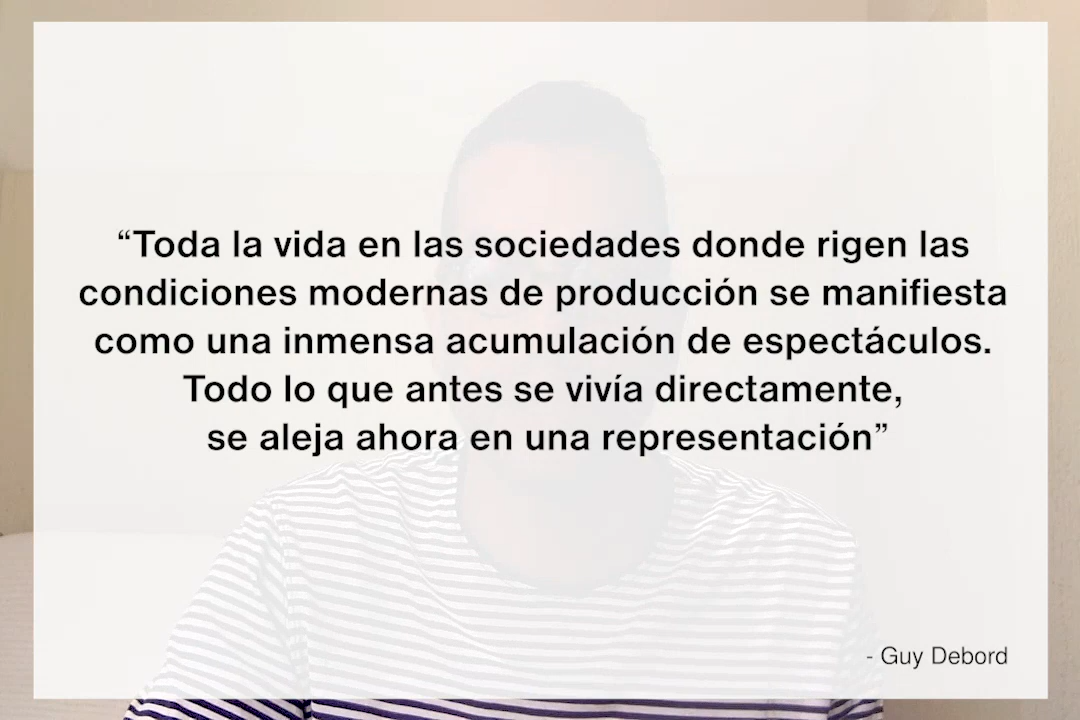 “Toda la vida en las sociedades donde rigen las
condiciones modernas de producción se manifiesta
como una inmensa acumulación de espectáculos.
Todo lo que antes se vivía directamente,
se aleja ahora en una representación”
- Guy Debord